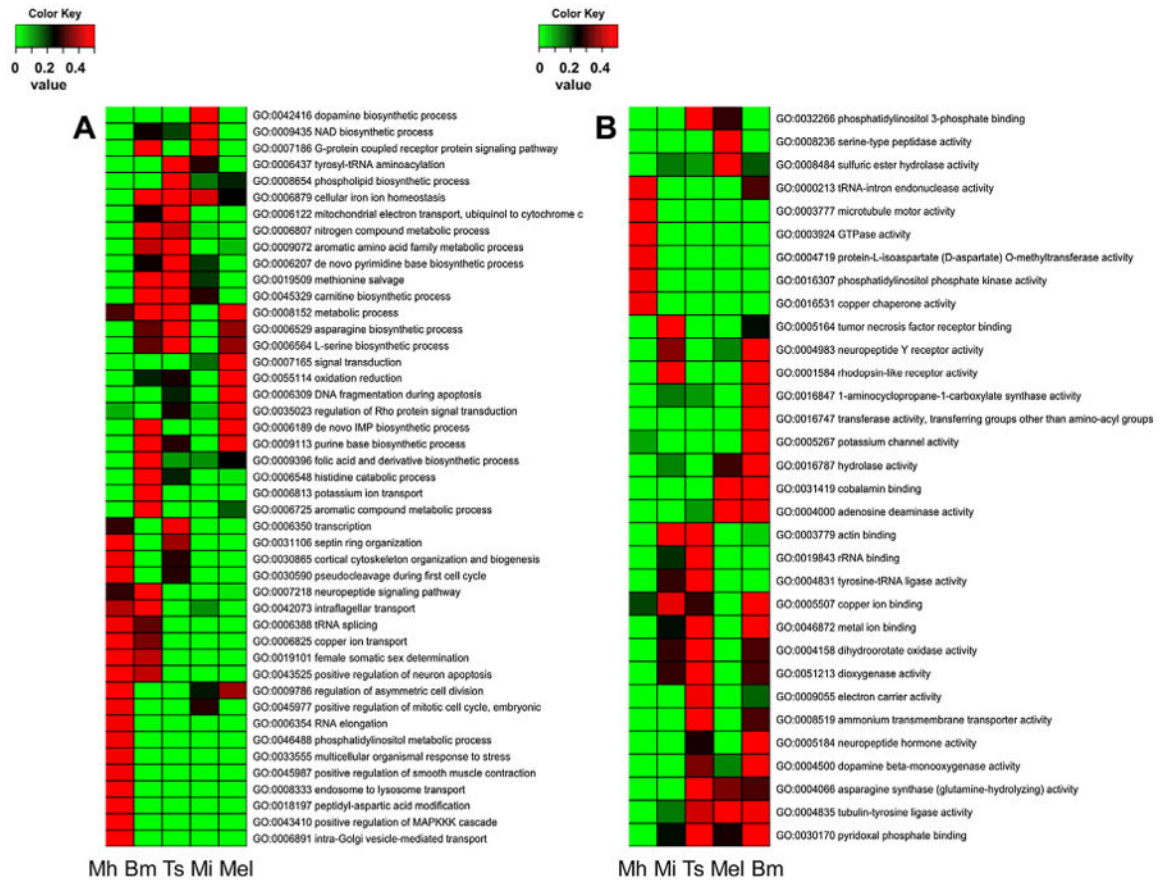 Color Key
0 0.2 0.4
value
Color Key
0 0.2 0.4
value
A
GO:0042416 dopamine biosynthetic process
GO:0009435 NAD biosynthetic process
GO:0007186 G-protein coupled receptor protein signaling pathway
GO:0006437 tyrosyl-tRNA aminoacylation
GO:0008654 phospholipid biosynthetic process
GO:0006879 cellular iron ion homeostasis
GO:0006122 mitochondrial electron transport, ubiquinol to cytochrome c
GO:0006807 nitrogen compound metabolic process
GO:0009072 aromatic amino acid family metabolic process
GO:0006207 de novo pyrimidine base biosynthetic process
GO:0019509 methionine salvage
GO:0045329 carnitine biosynthetic process
GO:0008152 metabolic process
GO:0006529 asparagine biosynthetic process
GO:0006564 L-serine biosynthetic process
GO:0007165 signal transduction
GO:0055114 oxidation reduction
GO:0006309 DNA fragmentation during apoptosis
GO:0035023 regulation of Rho protein signal transduction
GO:0006189 de novo IMP biosynthetic process
GO:0009113 purine base biosynthetic process
GO:0009396 folic acid and derivative biosynthetic process
GO:0006548 histidine catabolic process
GO:0006813 potassium ion transport
GO:0006725 aromatic compound metabolic process
GO:0006350 transcription
GO:0031106 septin ring organization
GO:0030865 cortical cytoskeleton organization and biogenesis
GO:0030590 pseudocleavage during first cell cycle
GO:0007218 neuropeptide signaling pathway
GO:0042073 intraflagellar transport
GO:0006388 tRNA splicing
GO:0006825 copper ion transport
GO:0019101 female somatic sex determination
GO:0043525 positive regulation of neuron apoptosis
GO:0009786 regulation of asymmetric cell division
GO:0045977 positive regulation of mitotic cell cycle, embryonic
GO:0006354 RNA elongation
GO:0046488 phosphatidylinositol metabolic process
GO:0033555 multicellular organismal response to stress
GO:0045987 positive regulation of smooth muscle contraction
GO:0008333 endosome to lysosome transport
GO:0018197 peptidyl-aspartic acid modification
GO:0043410 positive regulation of MAPKKK cascade
GO:0006891 intra-Golgi vesicle-mediated transport
Mh Bm Ts Mi Mel
B
GO:0032266 phosphatidylinositol 3-phosphate binding
GO:0008236 serine-type peptidase activity
GO:0008484 sulfuric ester hydrolase activity
GO:0000213 tRNA-intron endonuclease activity
GO:0003777 microtubule motor activity
GO:0003924 GTPase activity
GO:0004719 protein-L-isoaspartate (D-aspartate) O-methyltransferase activity
GO:0016307 phosphatidylinositol phosphate kinase activity
GO:0016531 copper chaperone activity
GO:0005164 tumor necrosis factor receptor binding
GO:0004983 neuropeptide Y receptor activity
GO:0001584 rhodopsin-like receptor activity
GO:0016847 1-aminocyclopropane-1-carboxylate synthase activity
GO:0016747 transferase activity, transferring groups other than amino-acyl groups
GO:0005267 potassium channel activity
GO:0016787 hydrolase activity
GO:0031419 cobalamin binding
GO:0004000 adenosine deaminase activity
GO:0003779 actin binding
GO:0019843 rRNA binding
GO:0004831 tyrosine-tRNA ligase activity
GO:0005507 copper ion binding
GO:0046872 metal ion binding
GO:0004158 dihydroorotate oxidase activity
GO:0051213 dioxygenase activity
GO:0009055 electron carrier activity
GO:0008519 ammonium transmembrane transporter activity
GO:0005184 neuropeptide hormone activity
GO:0004500 dopamine beta-monooxygenase activity
GO:0004066 asparagine synthase (glutamine-hydrolyzing) activity
GO:0004835 tubulin-tyrosine ligase activity
GO:0030170 pyridoxal phosphate binding
Mh Mi Ts Mel Bm